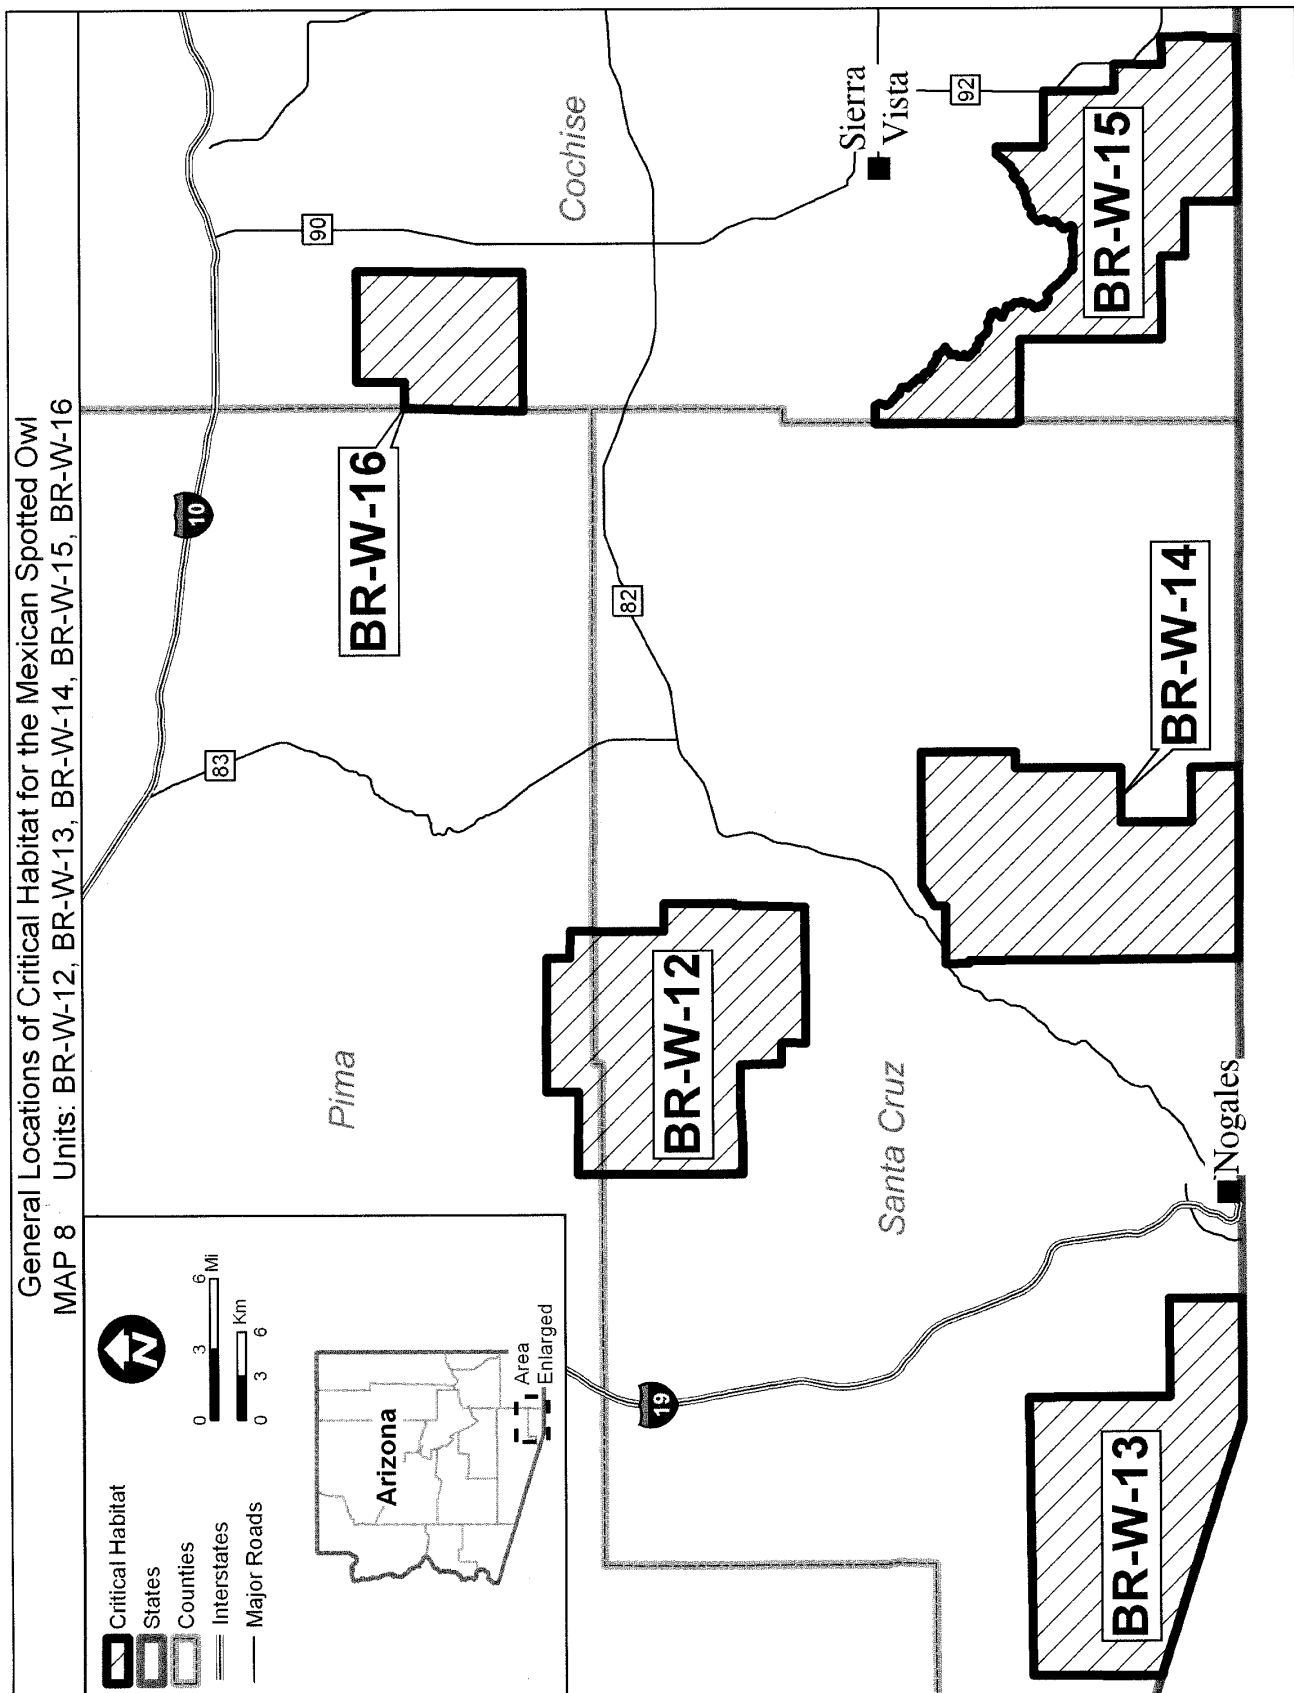 General Locations of Critical Habitat for the Mexican Spotted Owl
MAP 8 Units: BR-W-12, BR-W-13, BR-W-14, BR-W-15, BR-W-16
Critical Habitat
States
Counties
Interstates
Major Roads
N
0 3 6 Mi
0 3 6 Km
Arizona
Area
Enlarged
10
83
90
BR-W-16
Pima
Cochise
82
BR-W-12
19
Santa Cruz
Sierra
Vista
92
BR-W-13
BR-W-14
BR-W-15
Nogales